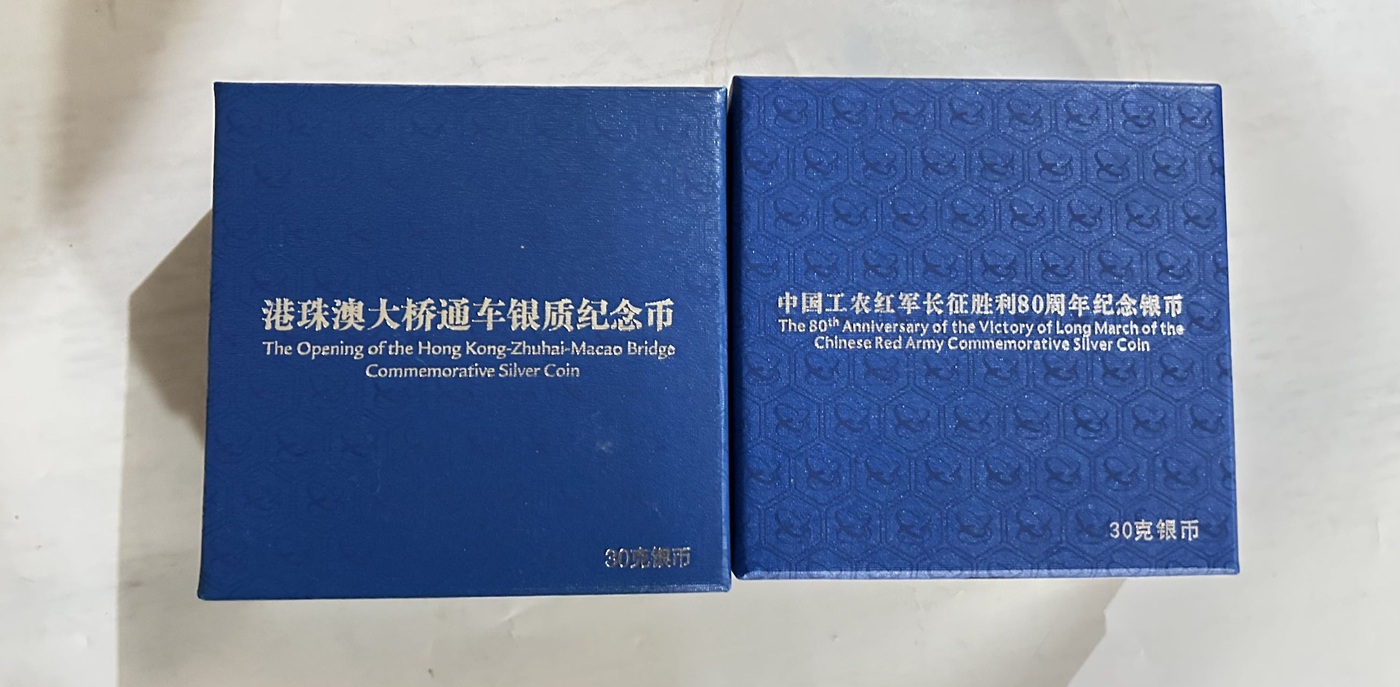 港珠澳大桥通车银质纪念币
The Opening of the Hong Kong-Zhuhai-Macao Bridge
Commemorative Silver Coin
30克银币
中国工农红军长征胜利80周年纪念银币
The 80th Anniversary of the Victory of Long March of the
Chinese Red Army Commemorative Silver Coin
30克银币